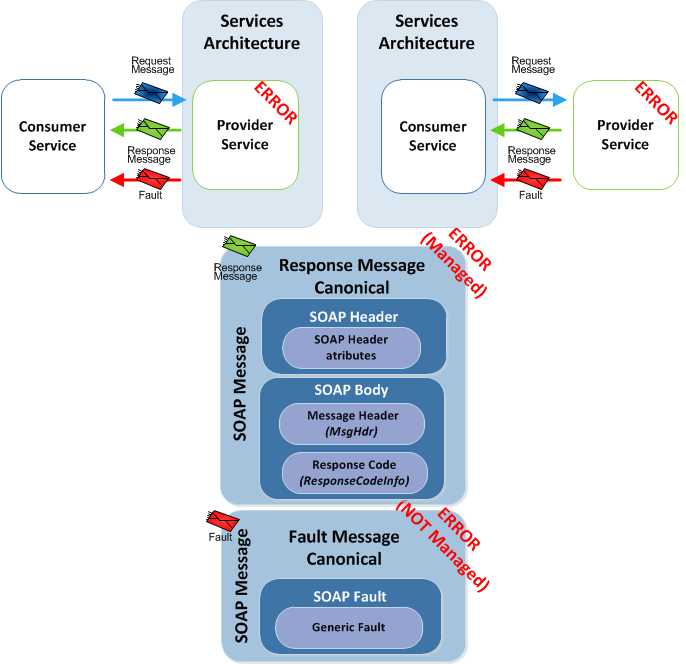 Services
Architecture
Consumer
Service
Request
Message
Response
Message
Fault
Provider
Service
ERROR
Services
Architecture
Consumer
Service
Request
Message
Response
Message
Fault
Provider
Service
ERROR
Response
Message
ERROR
(Managed)
Response Message
Canonical
SOAP Message
SOAP Header
SOAP Header
atributes
SOAP Body
Message Header
(MsgHdr)
Response Code
(ResponseCodeInfo)
Fault
ERROR
(NOT Managed)
Fault Message
Canonical
SOAP Message
SOAP Fault
Generic Fault